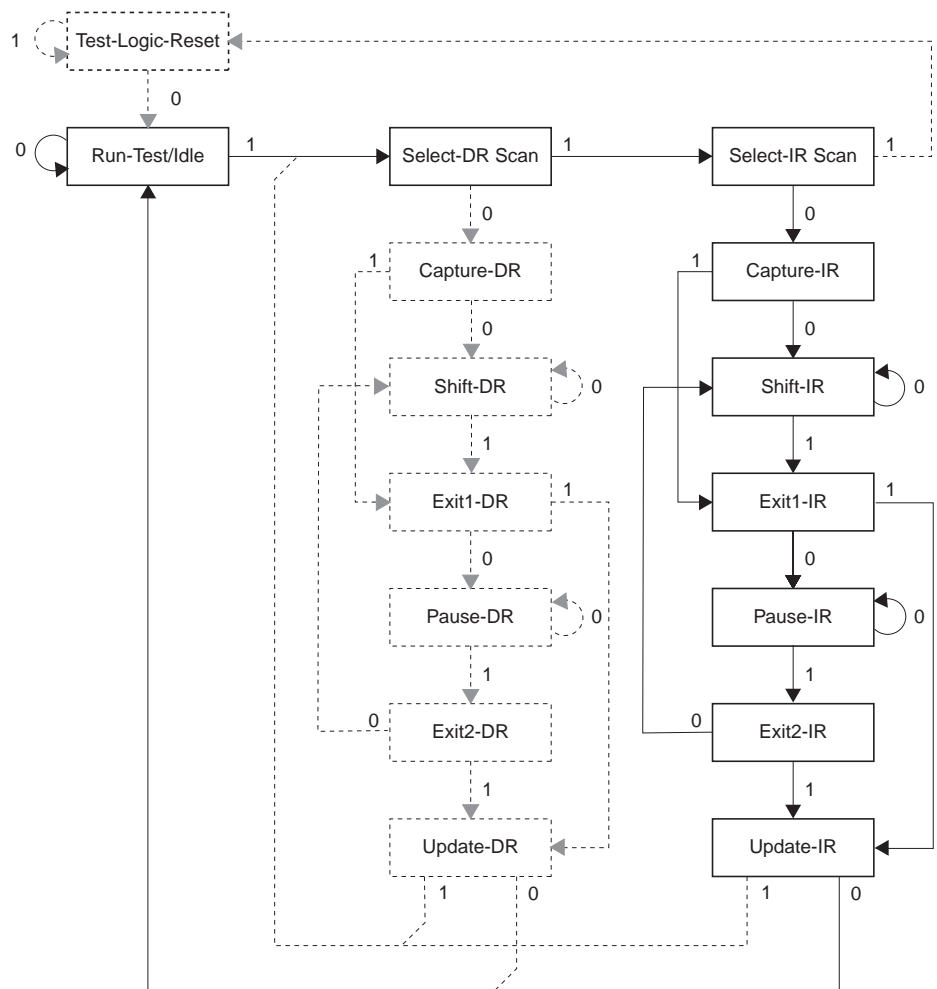 1 Test-Logic-Reset
0
0 Run-Test/Idle 1 Select-DR Scan 1 Select-IR Scan 1
0 0
1 Capture-DR 1 Capture-IR
0 0
Shift-DR 0 Shift-IR 0
1 1
Exit1-DR 1 Exit1-IR 1
0 0
Pause-DR 0 Pause-IR 0
1 1
0 Exit2-DR 0 Exit2-IR
1 1
Update-DR Update-IR
1 0 1 0